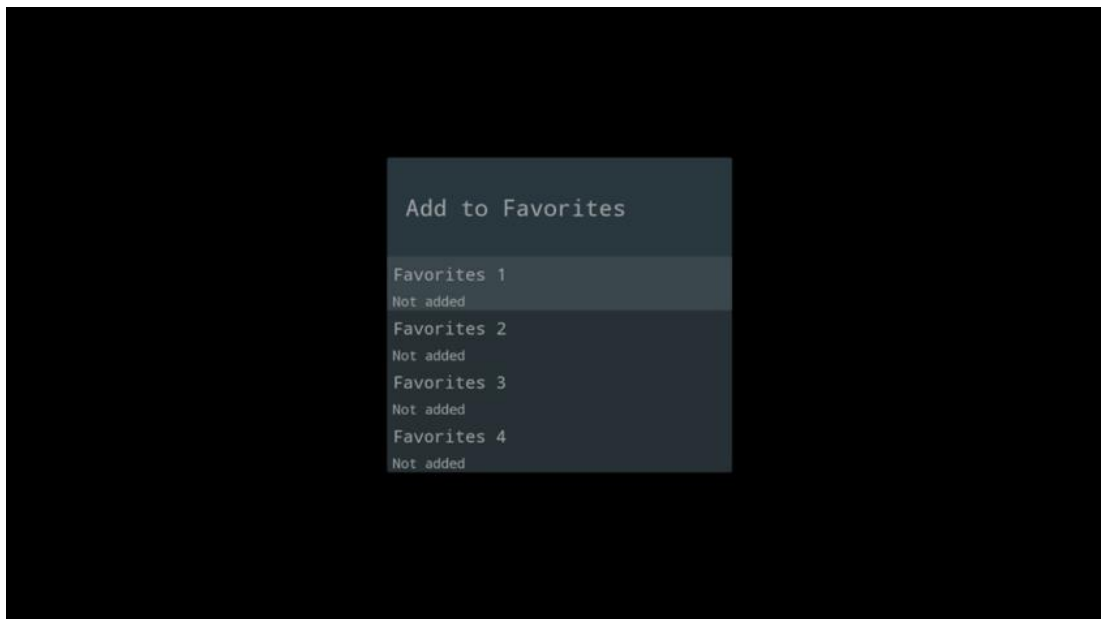 Add to Favorites
Favorites 1
Not added
Favorites 2
Not added
Favorites 3
Not added
Favorites 4
Not added